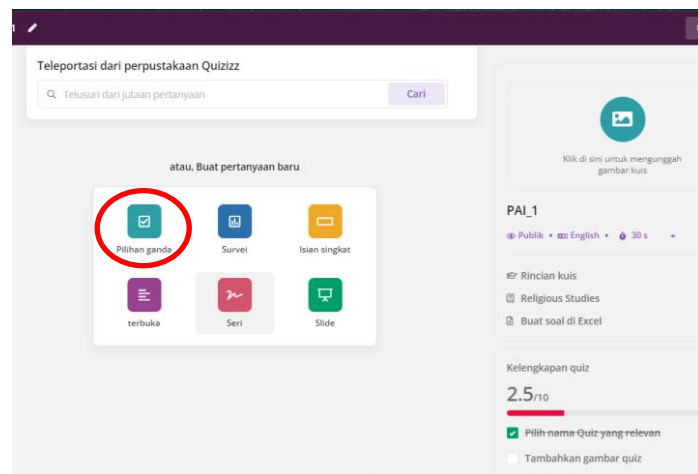 Teleportasi dari perpustakaan Quizizz
Telusuri dari jutaan pertanyaan
Cari
atau, Buat pertanyaan baru
Pilihan ganda
Survei
Isian singkat
terbuka
Seri
Slide
Klik di sini untuk mengunggah
gambar kuis
PAI_1
Publik • English • 30 s
Rincian kuis
Religious Studies
Buat soal di Excel
Kelengkapan quiz
2.5/10
Pilih nama Quiz yang relevan
Tambahkan gambar quiz